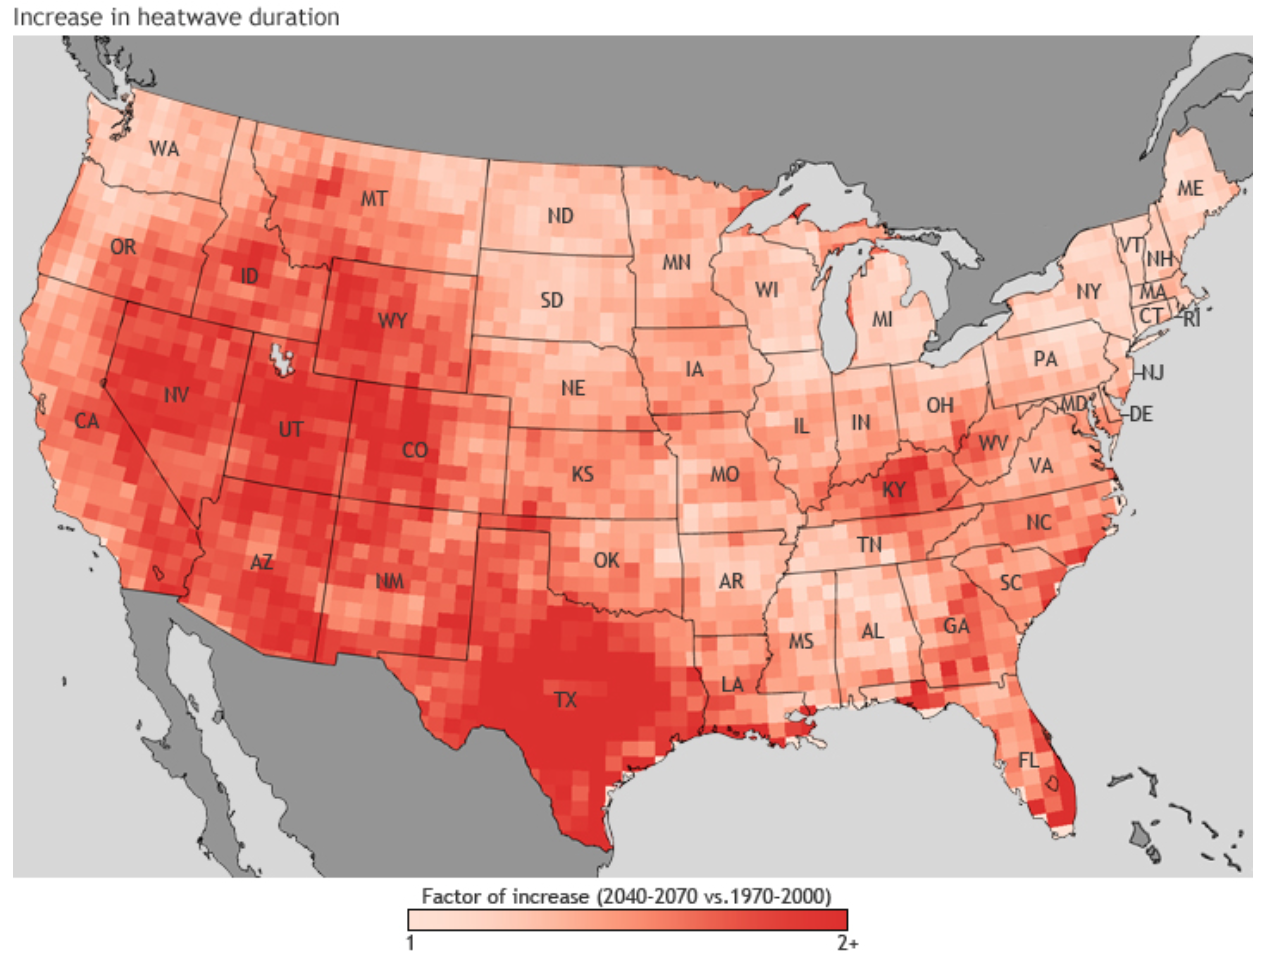 Increase in heatwave duration
WA
MT
ND
MN
ME
OR
ID
SD
WI
MI
NY
VT
NH
MA
CT
RI
WY
NE
IA
PA
NJ
NV
UT
CO
CA
KS
MO
IL
IN
OH
MD
DE
WV
VA
KY
AZ
NM
OK
AR
TN
NC
SC
TX
LA
MS
AL
GA
FL
Factor of increase (2040-2070 vs.1970-2000)
1
2+